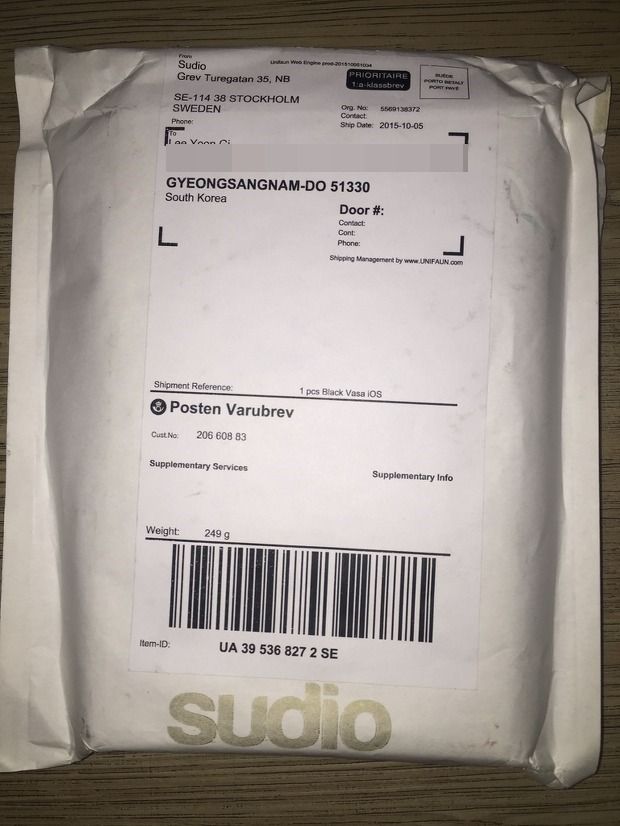 From
Sudio
Grev Turegatan 35, NB
SE-114 38 STOCKHOLM
SWEDEN
Phone:
Unifaun Web Engine prod-201510061034
PRIORITAIRE
1:a-klassbrev
SUÈDE
PORTO BETALT
PORT PAYÉ
Org. No: 5569138372
Contact:
Ship Date: 2015-10-05
To
GYEONGSANGNAM-DO 51330
South Korea
Door #:
Contact:
Cont:
Phone:
Shipping Management by www.UNIFAUN.com
Shipment Reference: 1 pcs Black Vasa iOS
Posten Varubrev
Cust.No: 206 608 83
Supplementary Services
Supplementary Info
Weight: 249 g
Item-ID: UA 39 536 827 2 SE
sudio